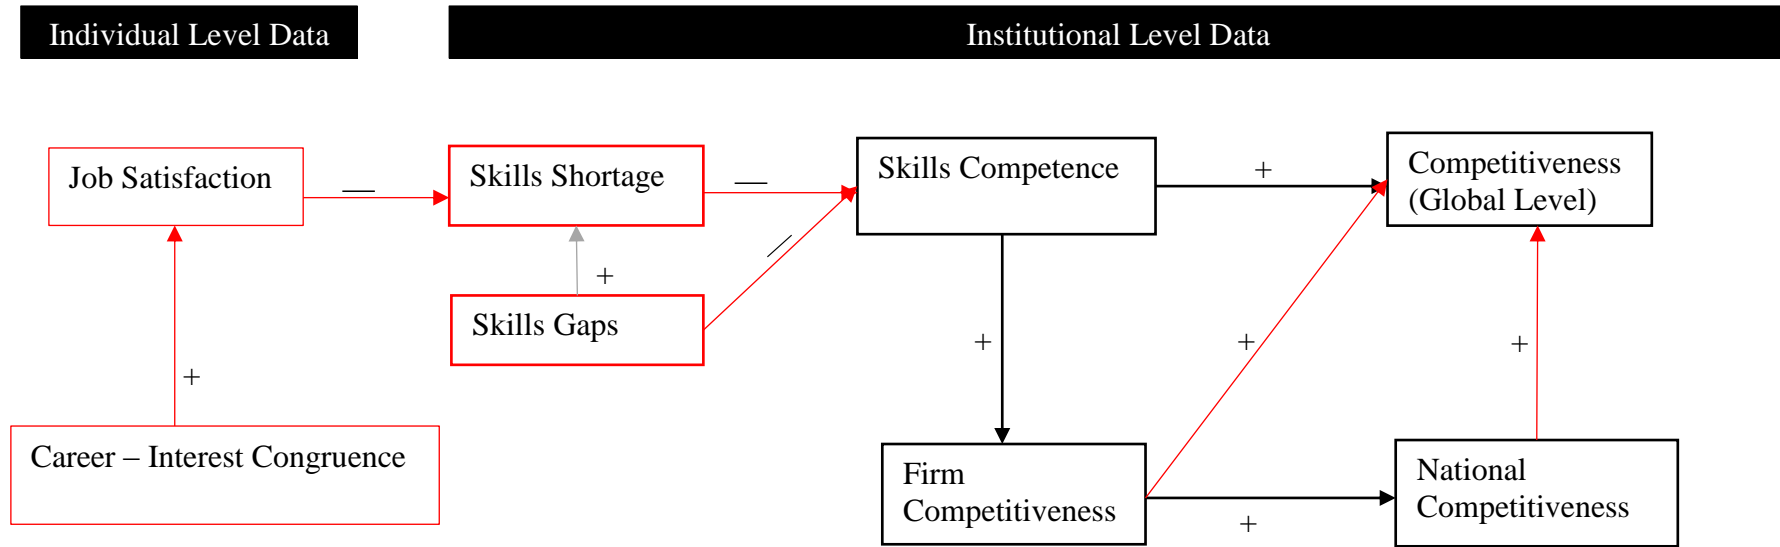 Individual Level Data
Institutional Level Data
Job Satisfaction
—
Skills Shortage
—
Skills Competence
+
Competitiveness
(Global Level)
+
—
Skills Gaps
+
+
+
+
Career – Interest Congruence
Firm
Competitiveness
+
National
Competitiveness